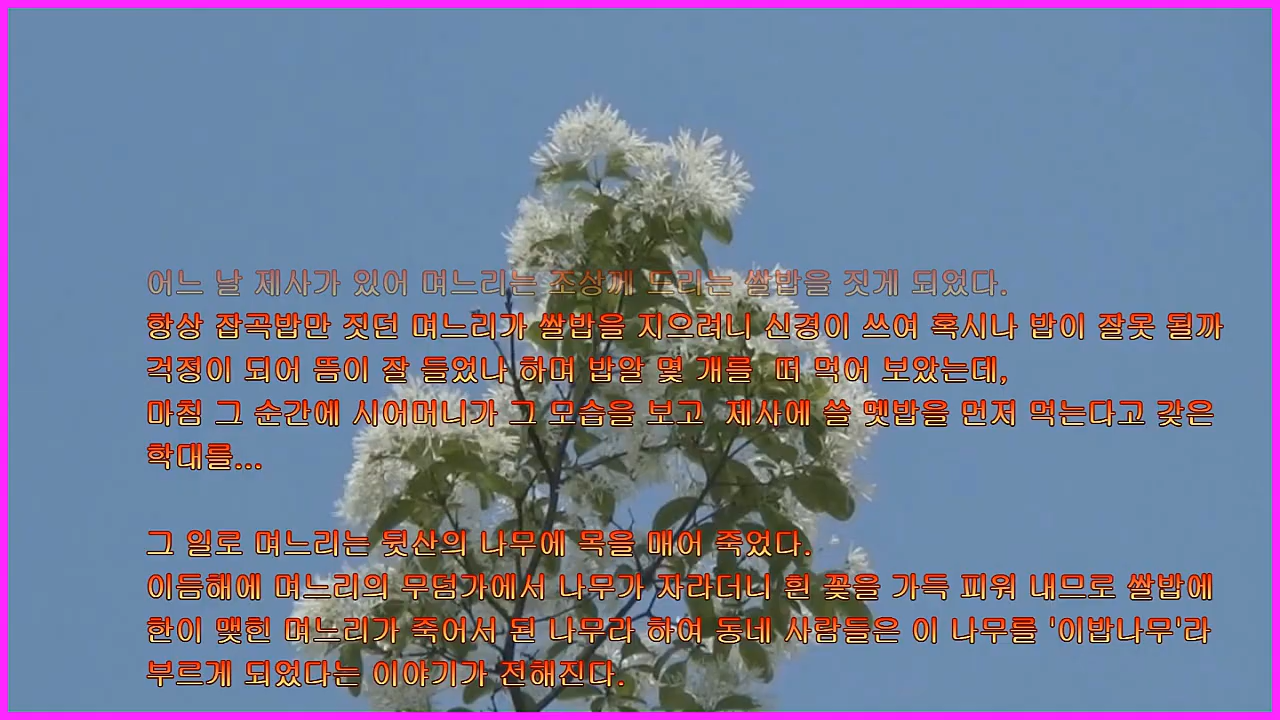 어느 날 제사가 있어 며느리는 조상께 드리는 쌀밥을 짓게 되었다.
항상 잡곡밥만 짓던 며느리가 쌀밥을 지으려니 신경이 쓰여 혹시나 밥이 잘못 될까
걱정이 되어 뜸이 잘 들었나 하며 밥알 몇 개를 떠 먹어 보았는데,
마침 그 순간에 시어머니가 그 모습을 보고 제사에 쓸 멧밥을 먼저 먹는다고 갖은
학대를...
그 일로 며느리는 뒷산의 나무에 목을 매어 죽었다.
이듬해에 며느리의 무덤가에서 나무가 자라더니 흰 꽃을 가득 피워 내므로 쌀밥에
한이 맺힌 며느리가 죽어서 된 나무라 하여 동네 사람들은 이 나무를 '이밥나무'라
부르게 되었다는 이야기가 전해진다.